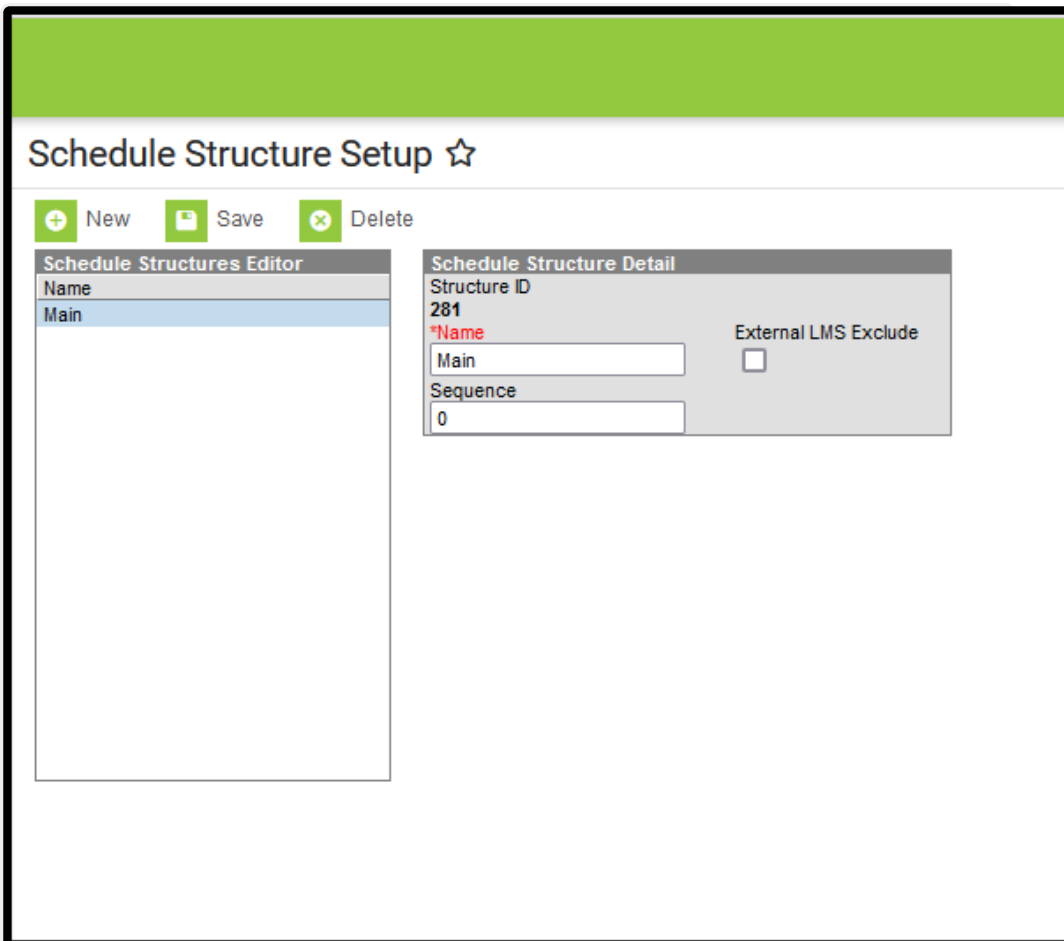 Schedule Structure Setup
New Save Delete
Schedule Structures Editor
Name
Main
Schedule Structure Detail
Structure ID
281
*Name External LMS Exclude
Main
Sequence
0